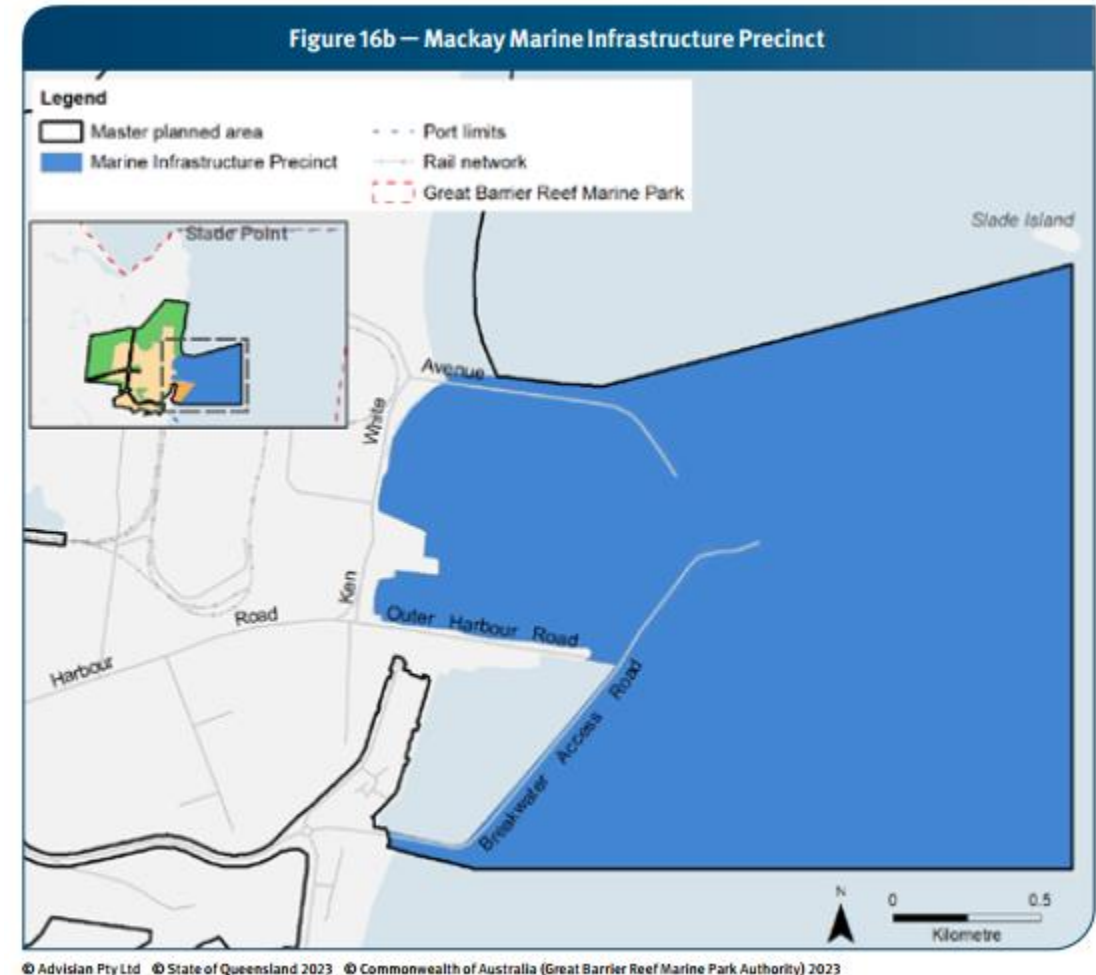 Figure 16b — Mackay Marine Infrastructure Precinct
Legend
Master planned area
Marine Infrastructure Precinct
Port limits
Rail network
Great Barrier Reef Marine Park
Slade Point
Slade Island
Avenue
White
Ken
Outer Harbour Road
Road
Harbour
Breakwater Access Road
N
0 0.5
Kilometre
© Advisian Pty Ltd © State of Queensland 2023 © Commonwealth of Australia (Great Barrier Reef Marine Park Authority) 2023